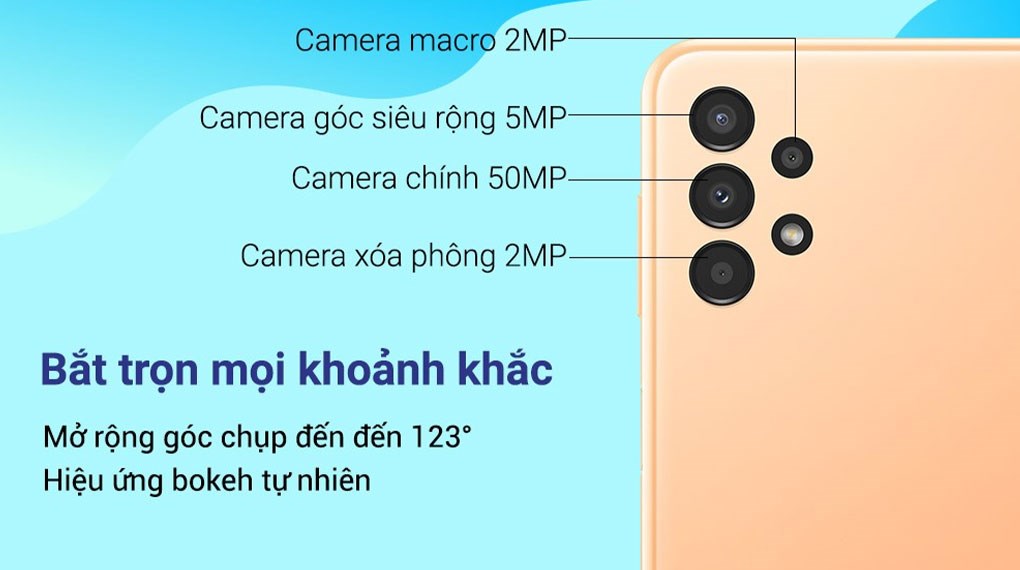 Camera macro 2MP
Camera góc siêu rộng 5MP
Camera chính 50MP
Camera xóa phông 2MP
Bắt trọn mọi khoảnh khắc
Mở rộng góc chụp đến đến 123°
Hiệu ứng bokeh tự nhiên